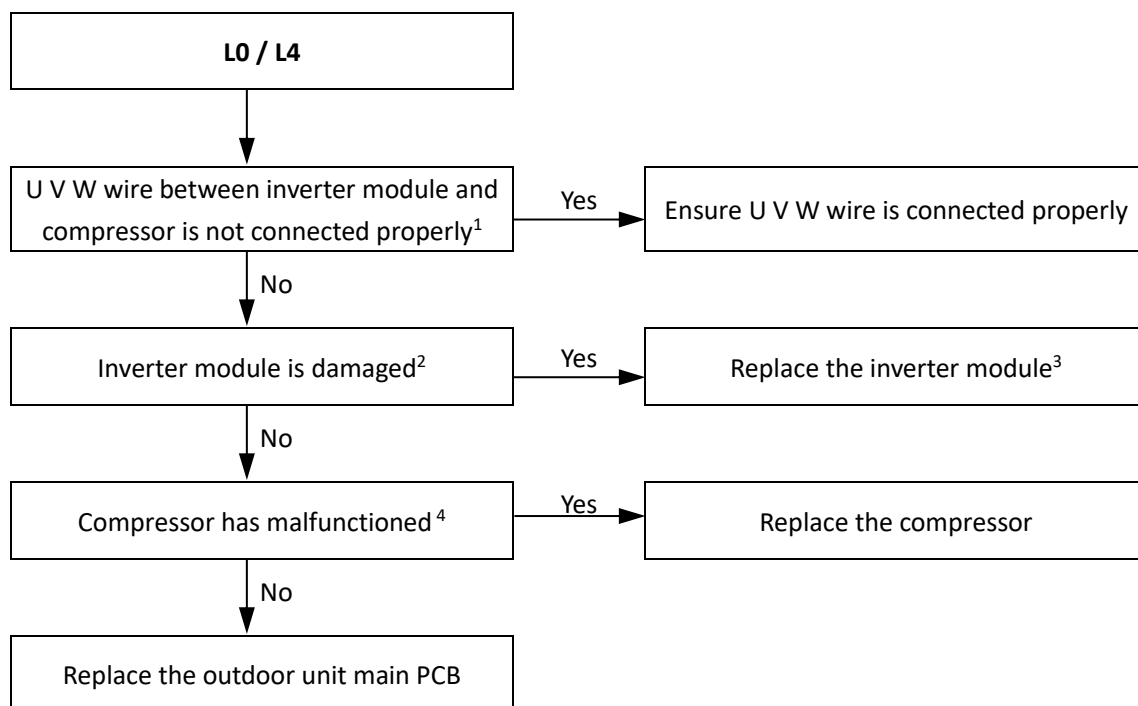 L0 / L4
U V W wire between inverter module and
compressor is not connected properly1
Yes
Ensure U V W wire is connected properly
No
Inverter module is damaged2
Yes
Replace the inverter module3
No
Compressor has malfunctioned 4
Yes
Replace the compressor
No
Replace the outdoor unit main PCB